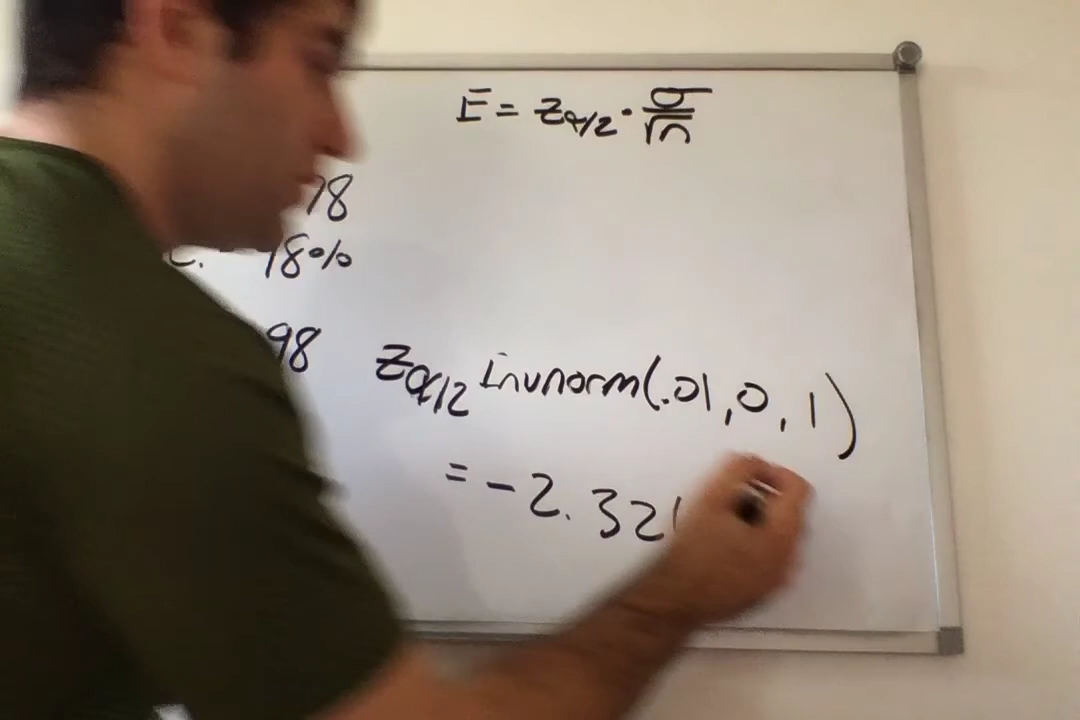 E = Zα/2 · σ/√n
78
C. 18%
98 Zα/2 invnorm(.01,0,1)
= -2.32